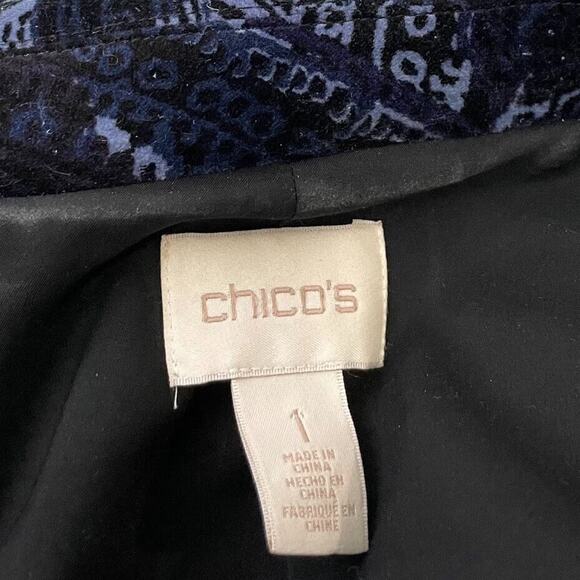 chico's
1
MADE IN
CHINA
HECHO EN
CHINA
FABRIQUÉ EN
CHINE